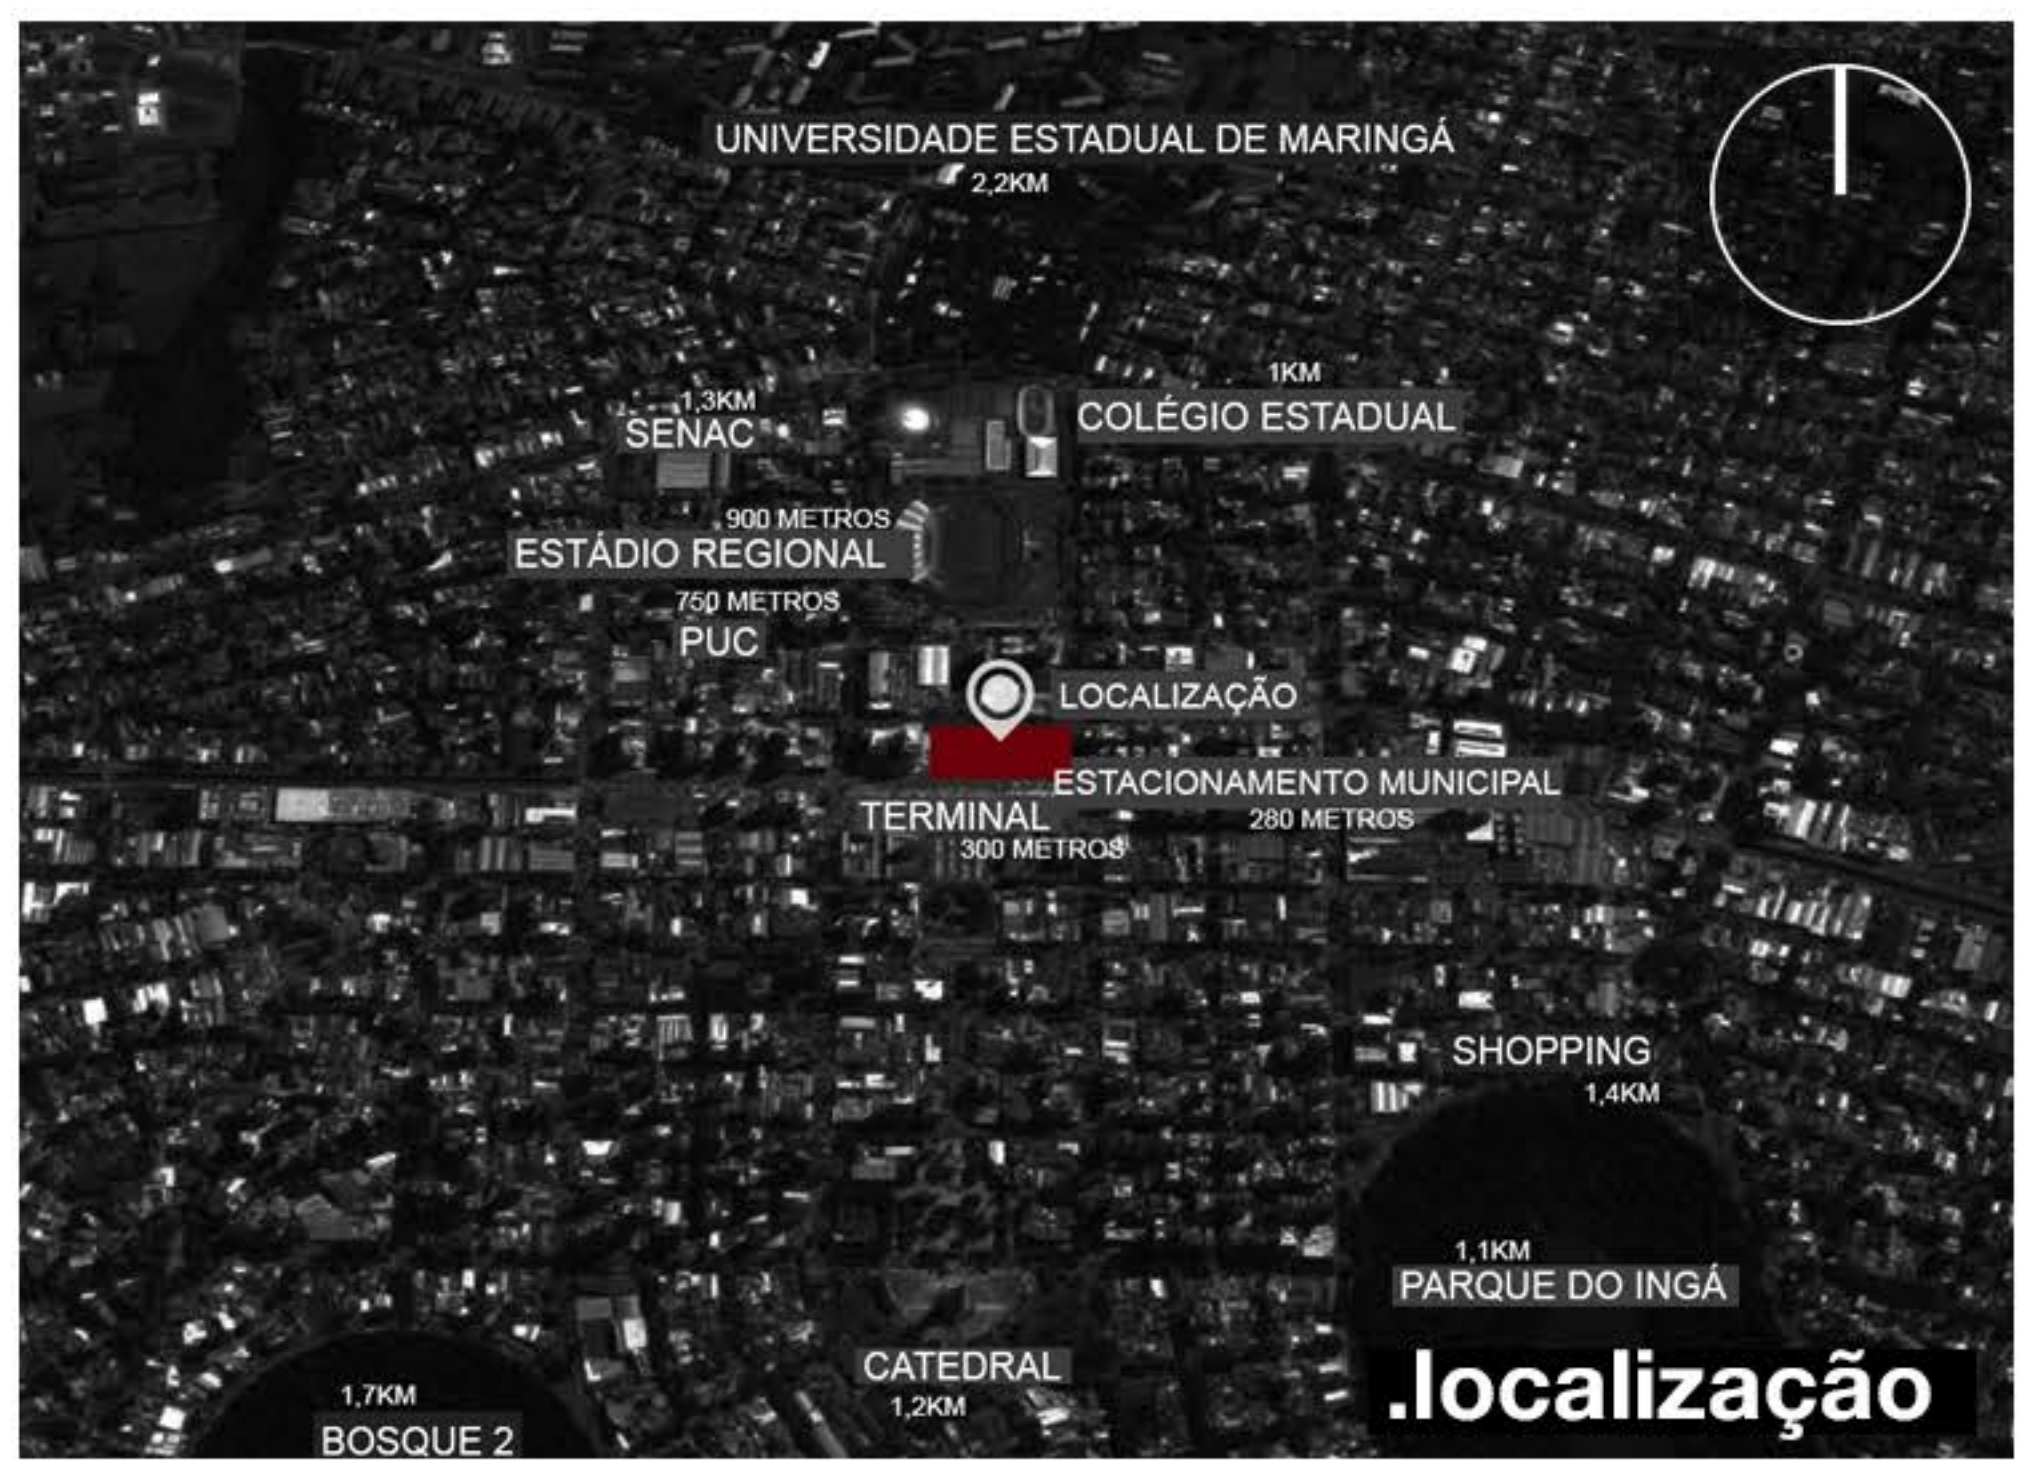 UNIVERSIDADE ESTADUAL DE MARINGÁ
2,2KM
1KM
COLÉGIO ESTADUAL
1,3KM
SENAC
900 METROS
ESTÁDIO REGIONAL
750 METROS
PUC
LOCALIZAÇÃO
ESTACIONAMENTO MUNICIPAL
280 METROS
TERMINAL
300 METROS
SHOPPING
1,4KM
1,1KM
PARQUE DO INGÁ
CATEDRAL
1,2KM
1,7KM
BOSQUE 2
.localização